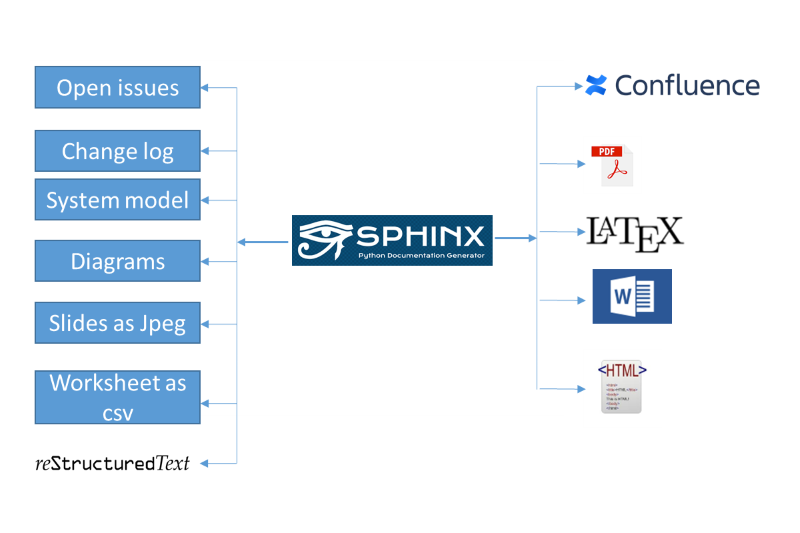 Open issues
Change log
System model
Diagrams
Slides as Jpeg
Worksheet as
csv
reStructuredText
SPHINX
Python Documentation Generator
Confluence
PDF
LATEX
W
<HTML>